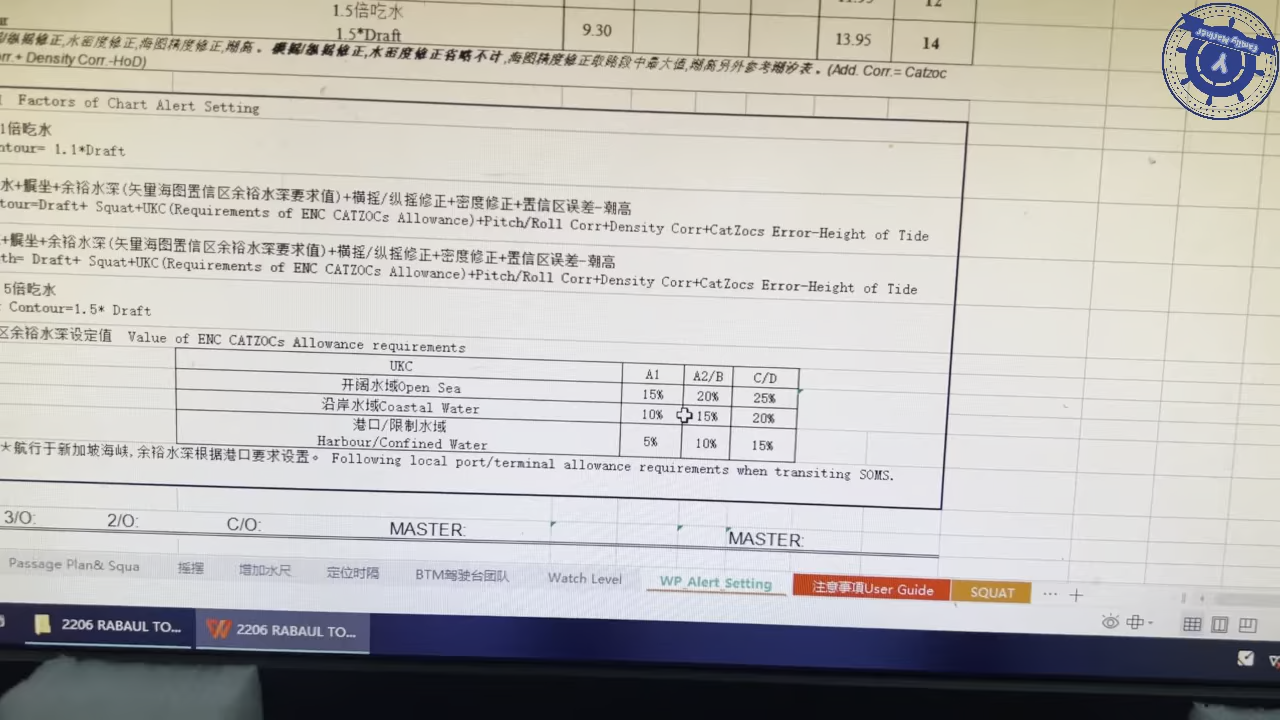 12
1.5倍吃水
1.5*Draft 9.30 13.95 14
修正,水密度修正,海图精度修正,潮高。横摇/纵摇修正,水密度修正省略不计,海图精度修正取路段中最大值,潮高另外参考潮汐表。(Add. Corr.= Catzoc
+ Density Corr.-HoD)
Factors of Chart Alert Setting
1倍吃水
ntour= 1.1*Draft
水+艉坐+余裕水深(矢量海图置信区余裕水深要求值)+横摇/纵摇修正+密度修正+置信区误差-潮高
tour=Draft+ Squat+UKC(Requirements of ENC CATZOCs Allowance)+Pitch/Roll Corr+Density Corr+CatZocs Error-Height of Tide
+艉坐+余裕水深(矢量海图置信区余裕水深要求值)+横摇/纵摇修正+密度修正+置信区误差-潮高
th= Draft+ Squat+UKC(Requirements of ENC CATZOCs Allowance)+Pitch/Roll Corr+Density Corr+CatZocs Error-Height of Tide
5倍吃水
Contour=1.5* Draft
区余裕水深设定值 Value of ENC CATZOCs Allowance requirements
UKC A1 A2/B C/D
开阔水域Open Sea 15% 20% 25%
沿岸水域Coastal Water 10% 15% 20%
港口/限制水域
Harbour/Confined Water 5% 10% 15%
★航行于新加坡海峡,余裕水深根据港口要求设置。 Following local port/terminal allowance requirements when transiting SOMS.
3/O: 2/O: C/O: MASTER: MASTER:
Passage Plan& Squa 摇摆 增加水尺 定位时隔 BTM驾驶台团队 Watch Level WP_Alert_Setting 注意事項User Guide SQUAT ··· +
2206 RABAUL TO... 2206 RABAUL TO...
Family Mariner